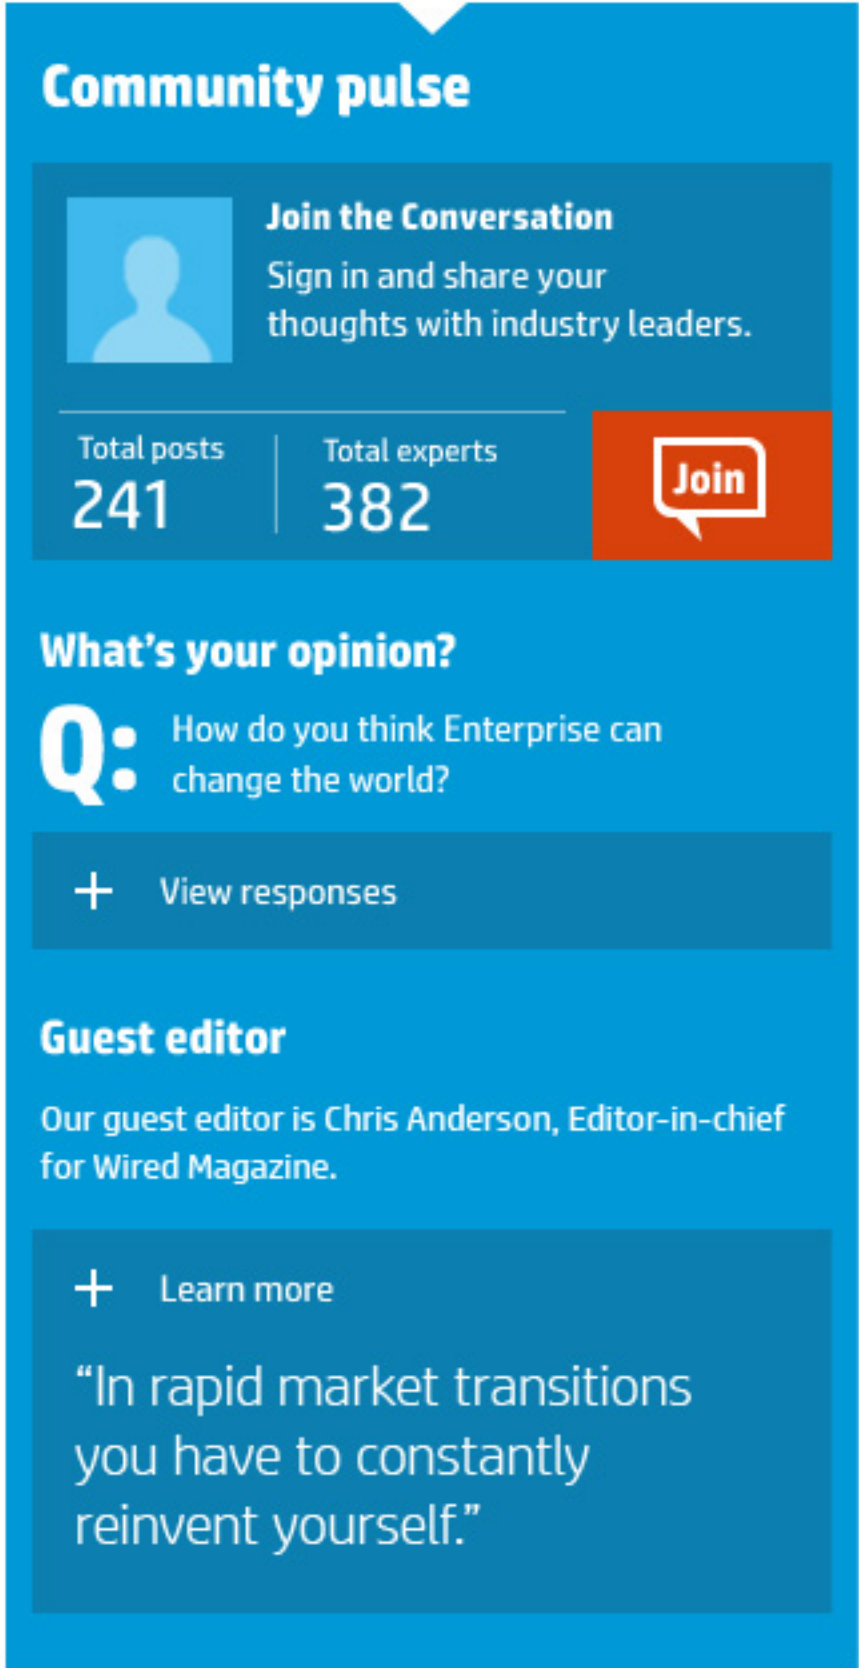 Community pulse
Join the Conversation
Sign in and share your
thoughts with industry leaders.
Total posts
241
Total experts
382
Join
What's your opinion?
Q:
How do you think Enterprise can
change the world?
+ View responses
Guest editor
Our guest editor is Chris Anderson, Editor-in-chief
for Wired Magazine.
+ Learn more
“In rapid market transitions
you have to constantly
reinvent yourself.”